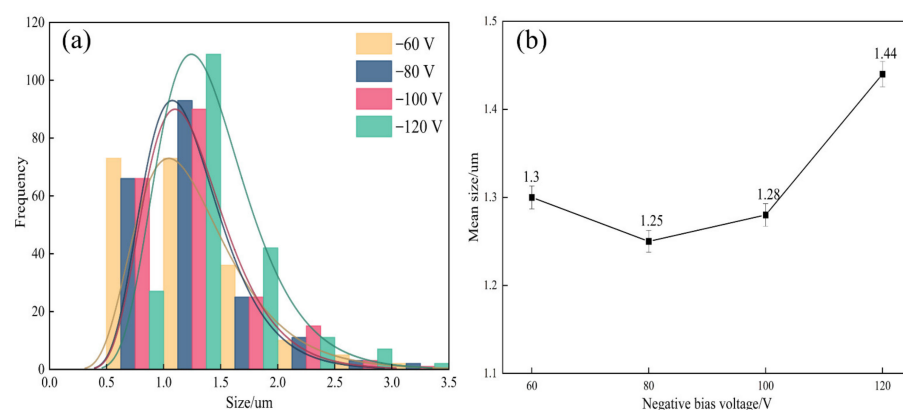 (a)
−60 V
−80 V
−100 V
−120 V
120
100
80
60
40
20
0
Frequency
0.0 0.5 1.0 1.5 2.0 2.5 3.0 3.5
Size/um
(b)
1.5
1.4
1.3
1.2
1.1
Mean size/um
1.3
1.25
1.28
1.44
60 80 100 120
Negative bias voltage/V